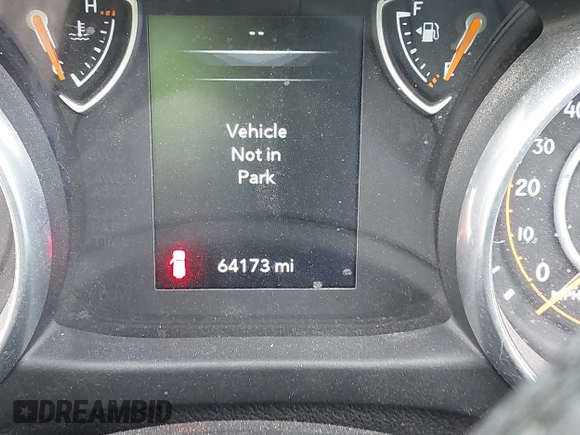 H
F
--
Vehicle
Not in
Park
64173 mi
40
30
20
10
0
DREAMBID